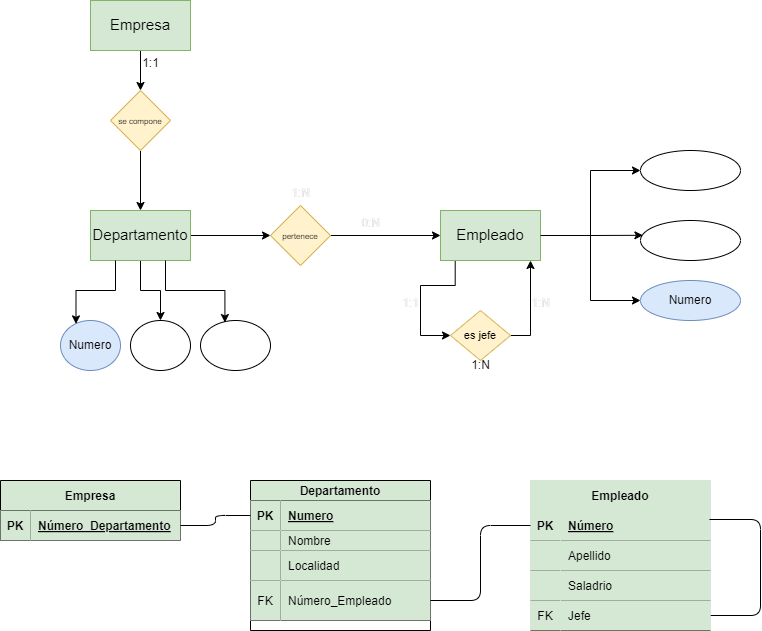 Empresa
1:1
se compone
1:N
0:N
Departamento
pertenece
Empleado
Numero
1:1
1:N
es jefe
1:N
Numero
Empresa
PK Número_Departamento
Departamento
PK Numero
Nombre
Localidad
FK Número_Empleado
Empleado
PK Número
Apellido
Saladrio
FK Jefe